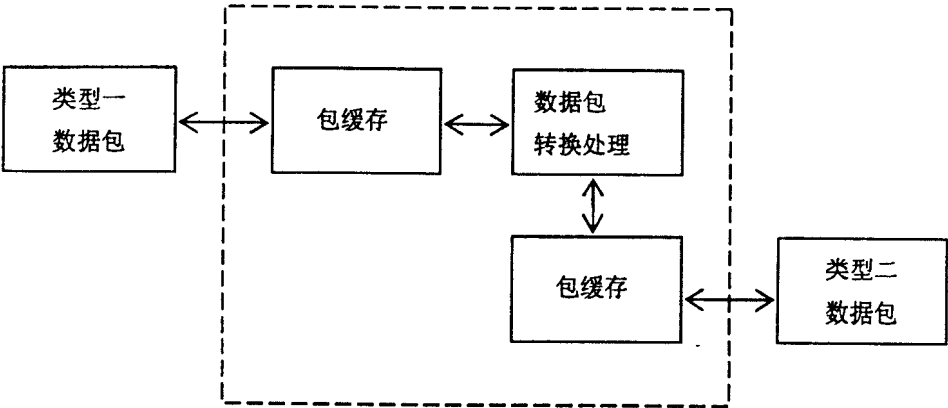 类型一
数据包
包缓存
数据包
转换处理
包缓存
类型二
数据包